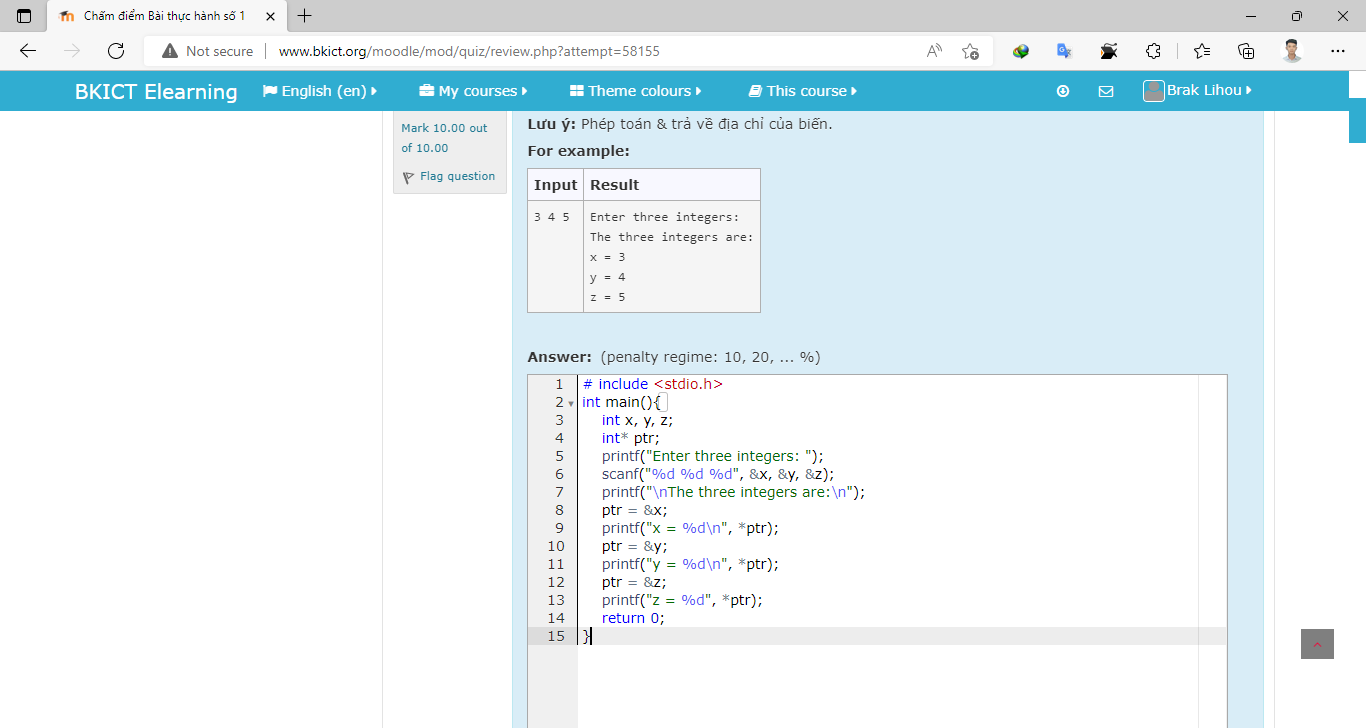 Chấm điểm Bài thực hành số 1
Not secure www.bkict.org/moodle/mod/quiz/review.php?attempt=58155
BKICT Elearning English (en) My courses Theme colours This course Brak Lihou
Mark 10.00 out
of 10.00
Flag question
Lưu ý: Phép toán & trả về địa chỉ của biến.
For example:
Input Result
3 4 5 Enter three integers:
The three integers are:
x = 3
y = 4
z = 5
Answer: (penalty regime: 10, 20, ... %)
1 # include <stdio.h>
2 int main(){
3 int x, y, z;
4 int* ptr;
5 printf("Enter three integers: ");
6 scanf("%d %d %d", &x, &y, &z);
7 printf("\nThe three integers are:\n");
8 ptr = &x;
9 printf("x = %d\n", *ptr);
10 ptr = &y;
11 printf("y = %d\n", *ptr);
12 ptr = &z;
13 printf("z = %d", *ptr);
14 return 0;
15 }